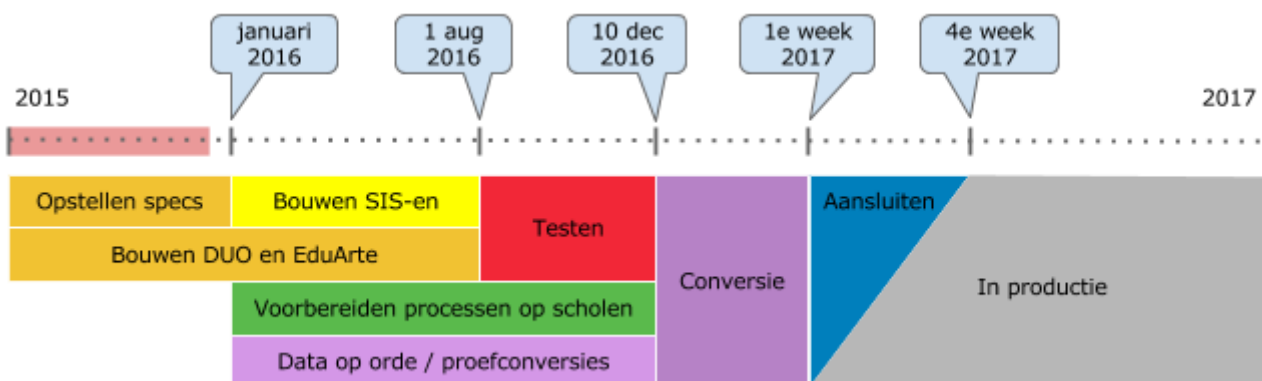 januari
2016
1 aug
2016
10 dec
2016
1e week
2017
4e week
2017
2015
2017
Opstellen specs
Bouwen SIS-en
Testen
Aansluiten
Bouwen DUO en EduArte
Conversie
In productie
Voorbereiden processen op scholen
Data op orde / proefconversies